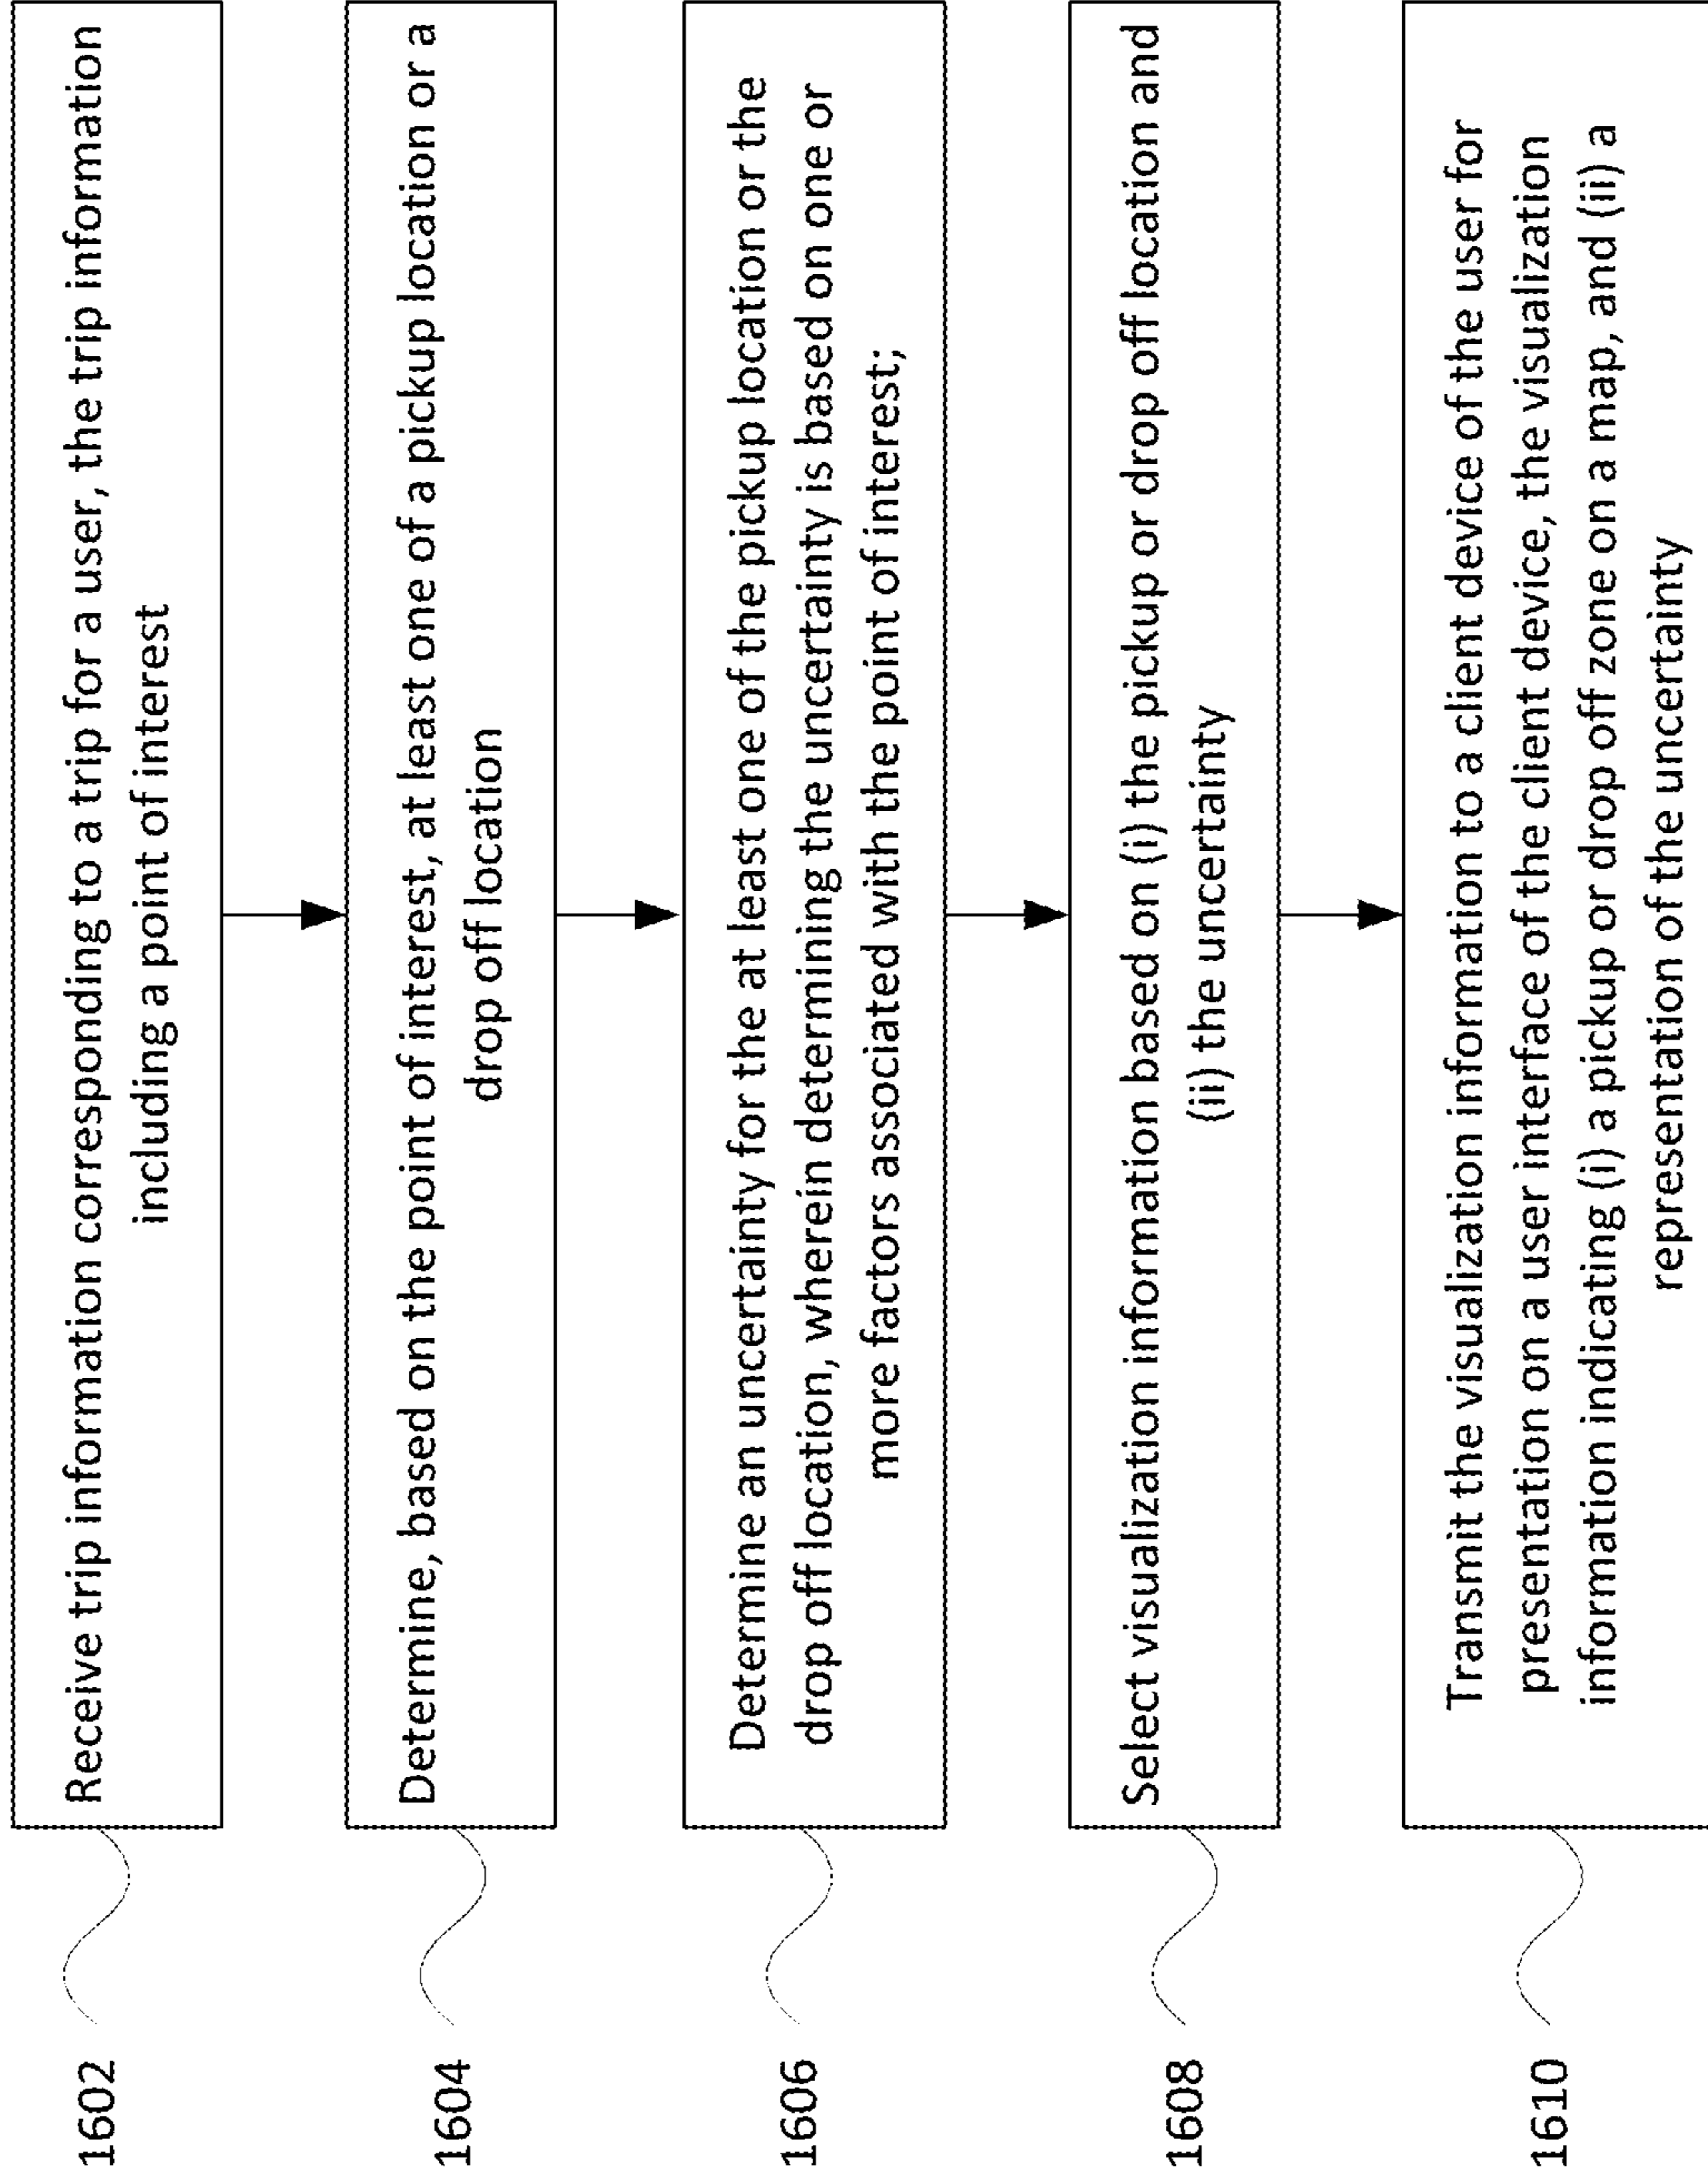 1602
Receive trip information corresponding to a trip for a user, the trip information
including a point of interest
1604
Determine, based on the point of interest, at least one of a pickup location or a
drop off location
1606
Determine an uncertainty for the at least one of the pickup location or the
drop off location, wherein determining the uncertainty is based on one or
more factors associated with the point of interest;
1608
Select visualization information based on (i) the pickup or drop off location and
(ii) the uncertainty
1610
Transmit the visualization information to a client device of the user for
presentation on a user interface of the client device, the visualization
information indicating (i) a pickup or drop off zone on a map, and (ii) a
representation of the uncertainty